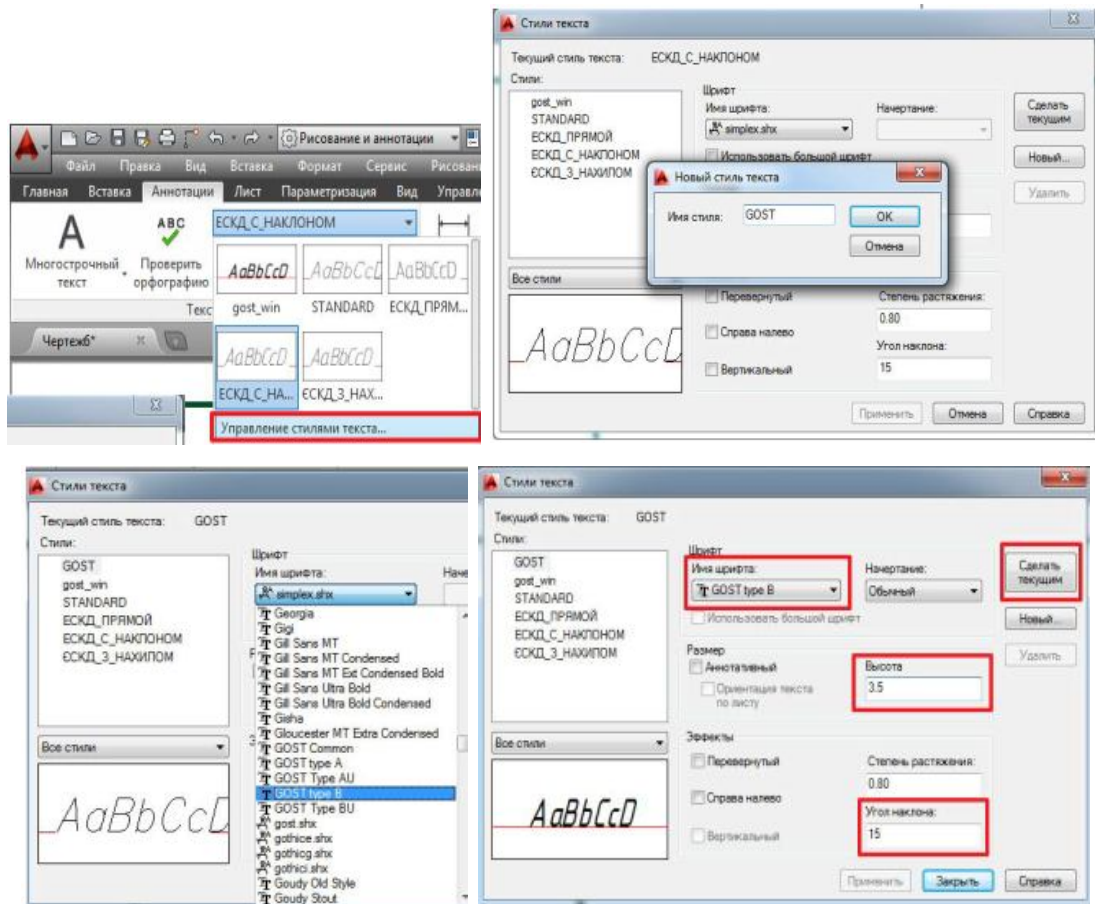 Рисование и аннотации
Файл Правка Вид Вставка Формат Сервис Рисован
Главная Вставка Аннотации Лист Параметризация Вид Управл
A
Многострочный текст
ABC
Проверить орфографию
ЕСКД_С_НАКЛОНОМ
AaBbCcD AaBbCcD AaBbCcD
gost_win STANDARD ЕСКД_ПРЯМ...
AaBbCcD AaBbCcD
ЕСКД_С_НА... ЄСКД_З_НАХ...
Текс
Чертеж6*
Управление стилями текста...
Стили текста
Текущий стиль текста: ЕСКД_С_НАКЛОНОМ
Стили:
gost_win
STANDARD
ЕСКД_ПРЯМОЙ
ЕСКД_С_НАКЛОНОМ
ЄСКД_З_НАХИЛОМ
Все стили
AaBbCcD
Шрифт
Имя шрифта: Начертание:
simplex.shx
Использовать большой шрифт
Новый стиль текста
Имя стиля: GOST
OK
Отмена
Перевернутый
Справа налево
Вертикальный
Степень растяжения:
0.80
Угол наклона:
15
Сделать текущим
Новый...
Удалить
Применить Отмена Справка
Стили текста
Текущий стиль текста: GOST
Стили:
GOST
gost_win
STANDARD
ЕСКД_ПРЯМОЙ
ЕСКД_С_НАКЛОНОМ
ЄСКД_З_НАХИЛОМ
Все стили
AaBbCcD
Шрифт
Имя шрифта: Наче
simplex.shx
Georgia
Gigi
Gill Sans MT
Gill Sans MT Condensed
Gill Sans MT Ext Condensed Bold
Gill Sans Ultra Bold
Gill Sans Ultra Bold Condensed
Gisha
Gloucester MT Extra Condensed
GOST Common
GOST type A
GOST Type AU
GOST type B
GOST Type BU
gost.shx
gothice.shx
gothicg.shx
gothici.shx
Goudy Old Style
Goudy Stout
Стили текста
Текущий стиль текста: GOST
Стили:
GOST
gost_win
STANDARD
ЕСКД_ПРЯМОЙ
ЕСКД_С_НАКЛОНОМ
ЄСКД_З_НАХИЛОМ
Все стили
AaBbCcD
Шрифт
Имя шрифта: Начертание:
GOST type B Обычный
Использовать большой шрифт
Размер
Аннотативный
Ориентация текста
по листу
Высота
3.5
Эффекты
Перевернутый
Справа налево
Вертикальный
Степень растяжения:
0.80
Угол наклона:
15
Сделать текущим
Новый...
Удалить
Применить Закрыть Справка